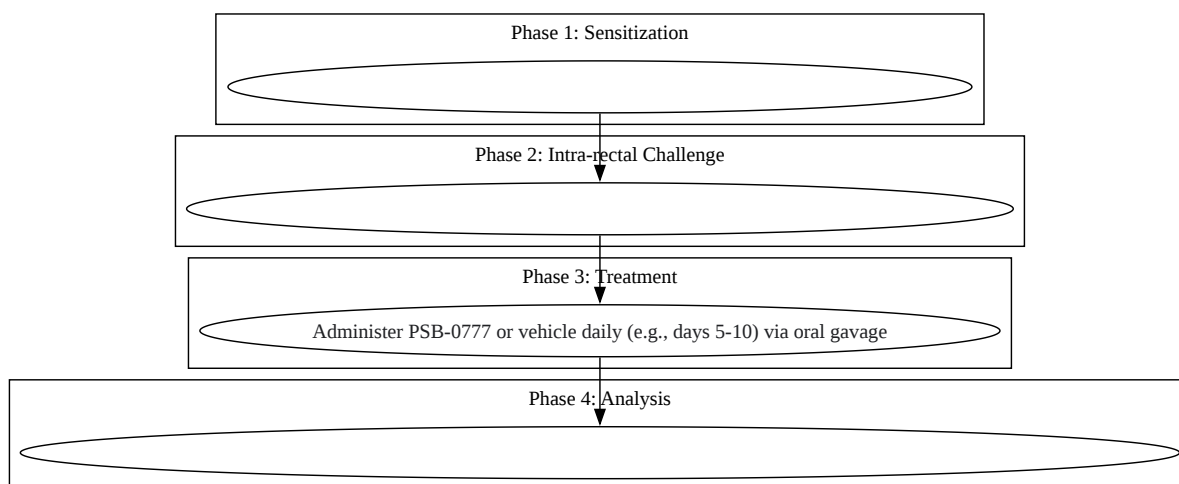 Phase 1: Sensitization
Phase 2: Intra-rectal Challenge
Phase 3: Treatment
Administer PSB-0777 or vehicle daily (e.g., days 5-10) via oral gavage
Phase 4: Analysis